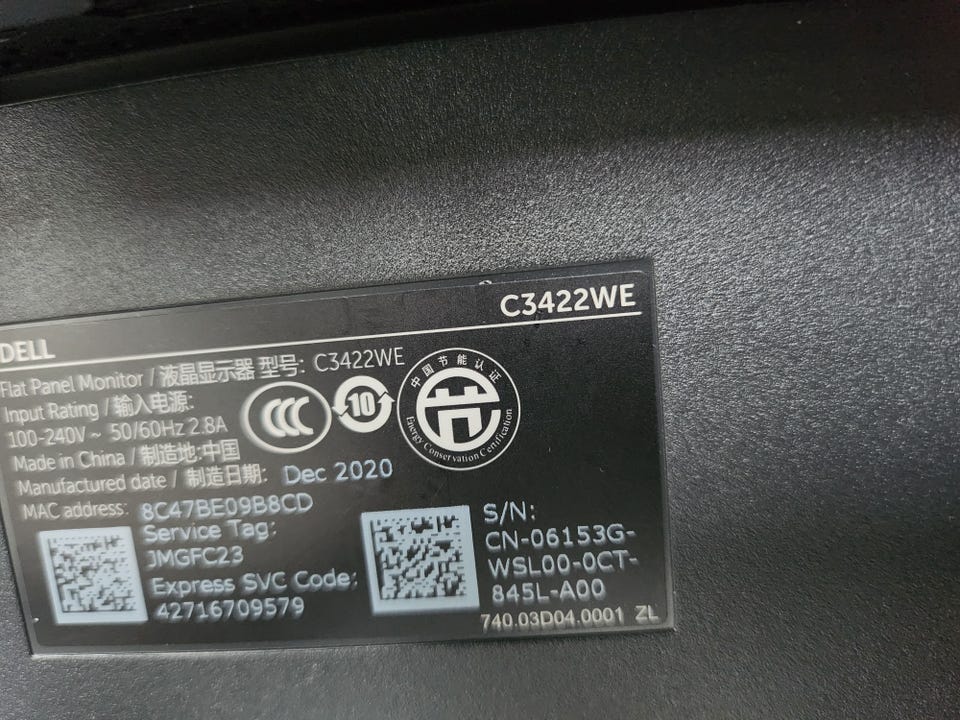 C3422WE
DELL
Flat Panel Monitor / 液晶显示器 型号: C3422WE
Input Rating / 输入电源:
100-240V ~ 50/60Hz 2.8A
Made in China / 制造地:中国
Manufactured date / 制造日期: Dec 2020
CCC
10
中国节能认证
节
Energy Conservation Certification
MAC address: 8C47BE09B8CD
Service Tag:
JMGFC23
Express SVC Code:
42716709579
S/N:
CN-06153G-
WSL00-0CT-
845L-A00
740.03D04.0001 ZL